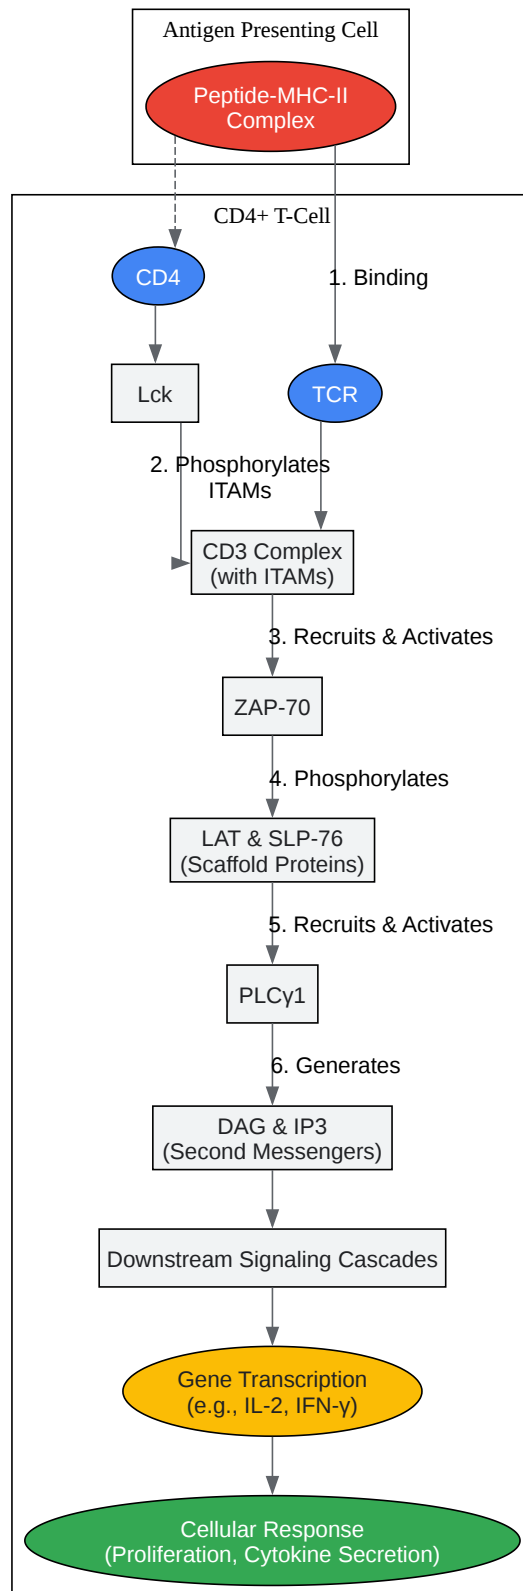 Antigen Presenting Cell
Peptide-MHC-II
Complex
CD4+ T-Cell
CD4
1. Binding
Lck
TCR
2. Phosphorylates
ITAMs
CD3 Complex
(with ITAMs)
3. Recruits & Activates
ZAP-70
4. Phosphorylates
LAT & SLP-76
(Scaffold Proteins)
5. Recruits & Activates
PLCγ1
6. Generates
DAG & IP3
(Second Messengers)
Downstream Signaling Cascades
Gene Transcription
(e.g., IL-2, IFN-γ)
Cellular Response
(Proliferation, Cytokine Secretion)